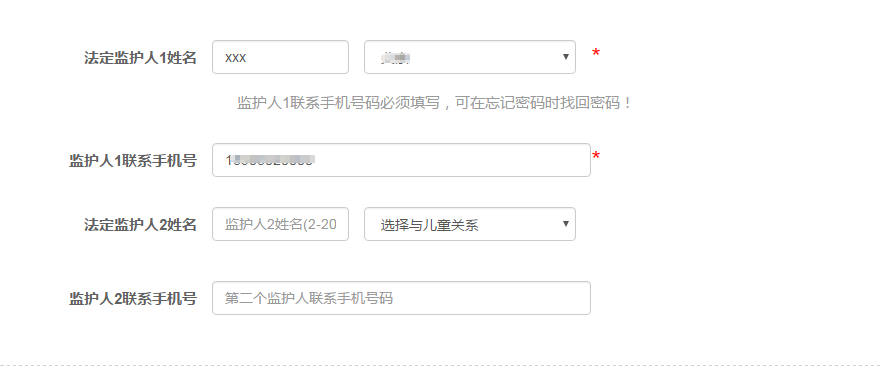 法定监护人1姓名 xxx *
监护人1联系手机号码必须填写，可在忘记密码时找回密码！
监护人1联系手机号 *
法定监护人2姓名 监护人2姓名(2-20 选择与儿童关系
监护人2联系手机号 第二个监护人联系手机号码